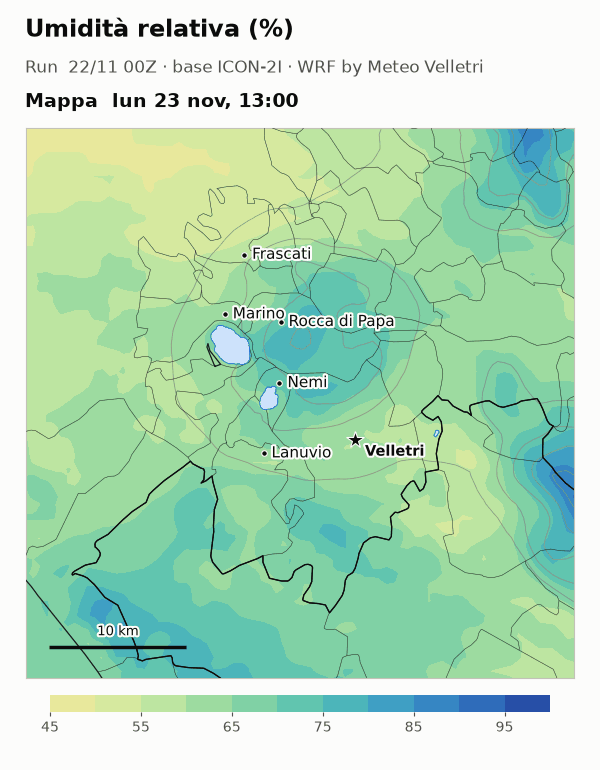 Umidità relativa (%)
Run  22/11 00Z · base ICON-2I · WRF by Meteo Velletri
Mappa  lun 23 nov, 13:00
Frascati
Marino
Rocca di Papa
Nemi
Velletri
Lanuvio
10 km
45 55 65 75 85 95